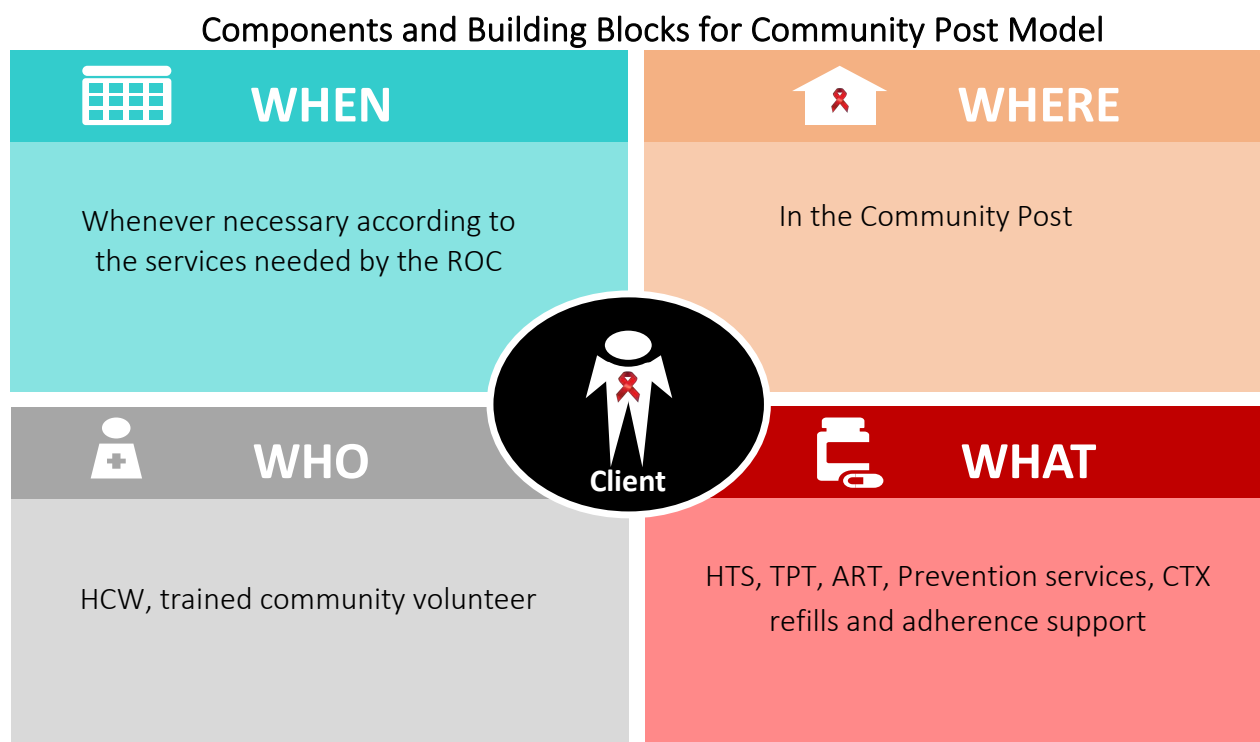 Components and Building Blocks for Community Post Model
WHEN
Whenever necessary according to
the services needed by the ROC
WHERE
In the Community Post
Client
WHO
HCW, trained community volunteer
WHAT
HTS, TPT, ART, Prevention services, CTX
refills and adherence support